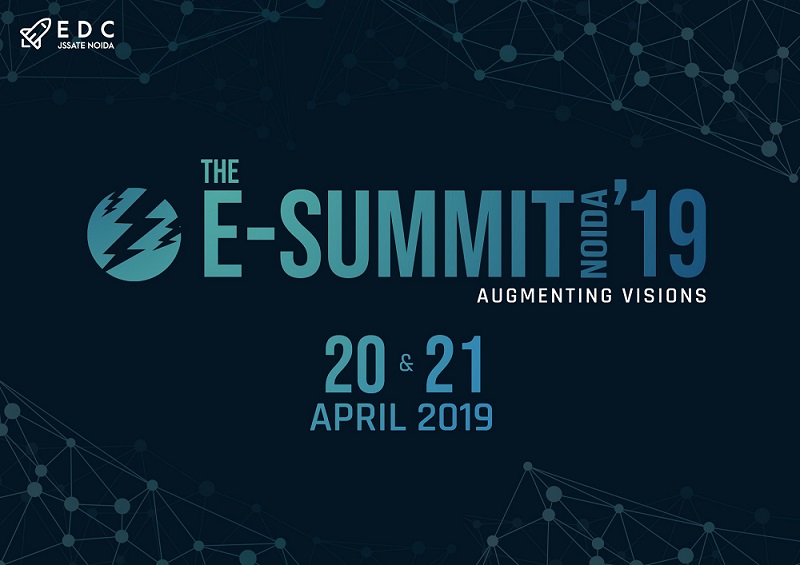 EDC
JSSATE NOIDA
THE
E-SUMMIT NOIDA '19
AUGMENTING VISIONS
20 & 21
APRIL 2019